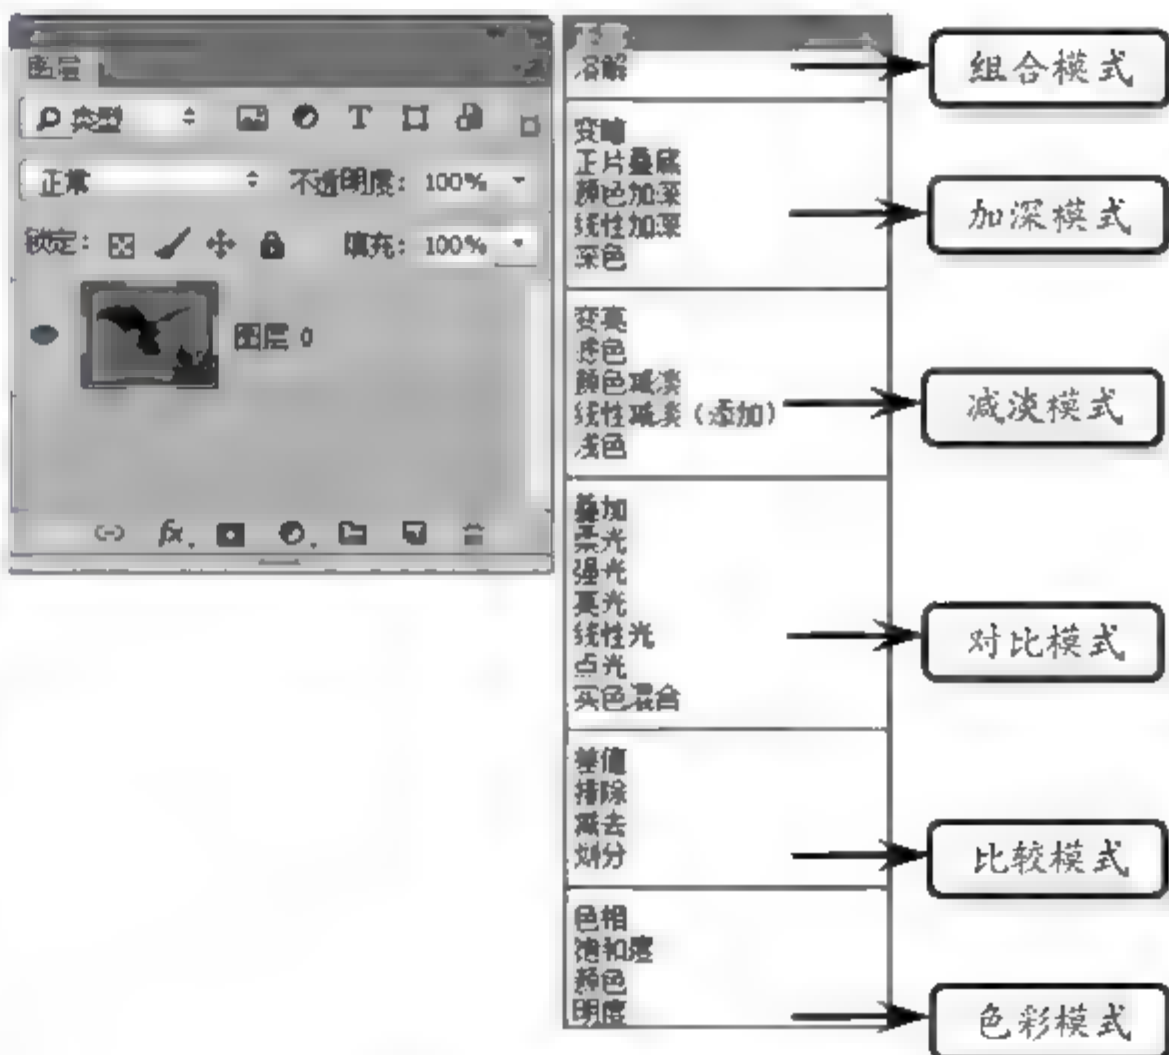 图层
类型
正常 不透明度: 100%
锁定: 填充: 100%
图层 0
溶解
变暗
正片叠底
颜色加深
线性加深
深色
变亮
滤色
颜色减淡
线性减淡（添加）
浅色
叠加
柔光
强光
亮光
线性光
点光
实色混合
差值
排除
减去
划分
色相
饱和度
颜色
明度
组合模式
加深模式
减淡模式
对比模式
比较模式
色彩模式